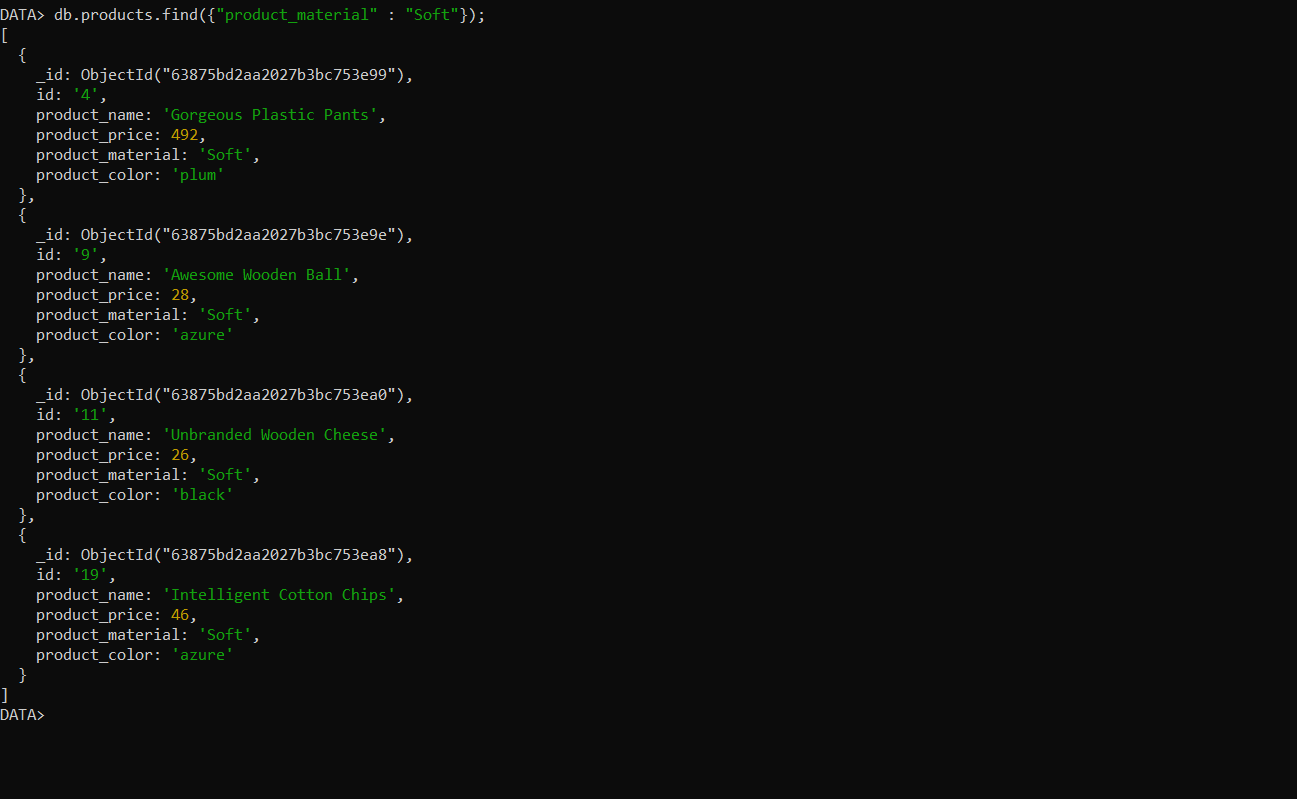 DATA> db.products.find({"product_material" : "Soft"});
[
  {
    _id: ObjectId("63875bd2aa2027b3bc753e99"),
    id: '4',
    product_name: 'Gorgeous Plastic Pants',
    product_price: 492,
    product_material: 'Soft',
    product_color: 'plum'
  },
  {
    _id: ObjectId("63875bd2aa2027b3bc753e9e"),
    id: '9',
    product_name: 'Awesome Wooden Ball',
    product_price: 28,
    product_material: 'Soft',
    product_color: 'azure'
  },
  {
    _id: ObjectId("63875bd2aa2027b3bc753ea0"),
    id: '11',
    product_name: 'Unbranded Wooden Cheese',
    product_price: 26,
    product_material: 'Soft',
    product_color: 'black'
  },
  {
    _id: ObjectId("63875bd2aa2027b3bc753ea8"),
    id: '19',
    product_name: 'Intelligent Cotton Chips',
    product_price: 46,
    product_material: 'Soft',
    product_color: 'azure'
  }
]
DATA>